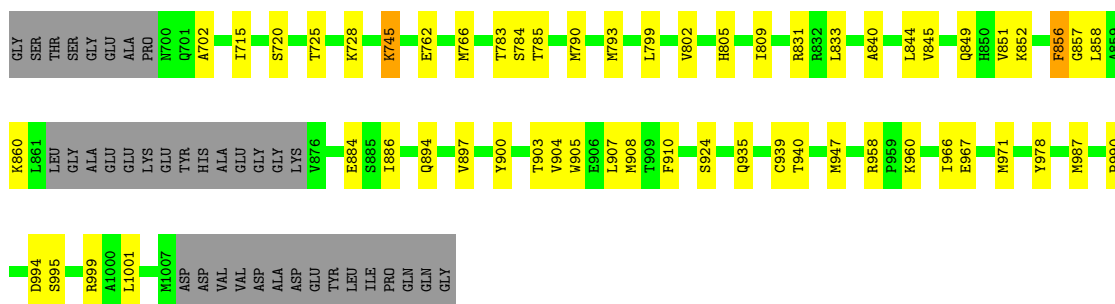 GLY SER THR SER GLY GLU ALA PRO N700 Q701 A702 I715 S720 T725 K728 K745 E762 M766 T783 S784 T785 M790 M793 L799 V802 H805 I809 R831 R832 L833 A840 L844 V845 Q849 H850 V851 K852 F856 G857 L858 A859
K860 L861 LEU GLY ALA GLU GLU LYS GLU TYR HIS ALA GLU GLY GLY LYS V876 E884 S885 I886 Q894 V897 Y900 T903 V904 W905 E906 L907 M908 T909 F910 S924 Q935 C939 T940 M947 R958 P959 K960 I966 E967 M971 Y978 M987
D994 S995 R999 A1000 L1001 M1007 ASP ASP VAL VAL ASP ALA ASP GLU TYR LEU ILE PRO GLN GLN GLY